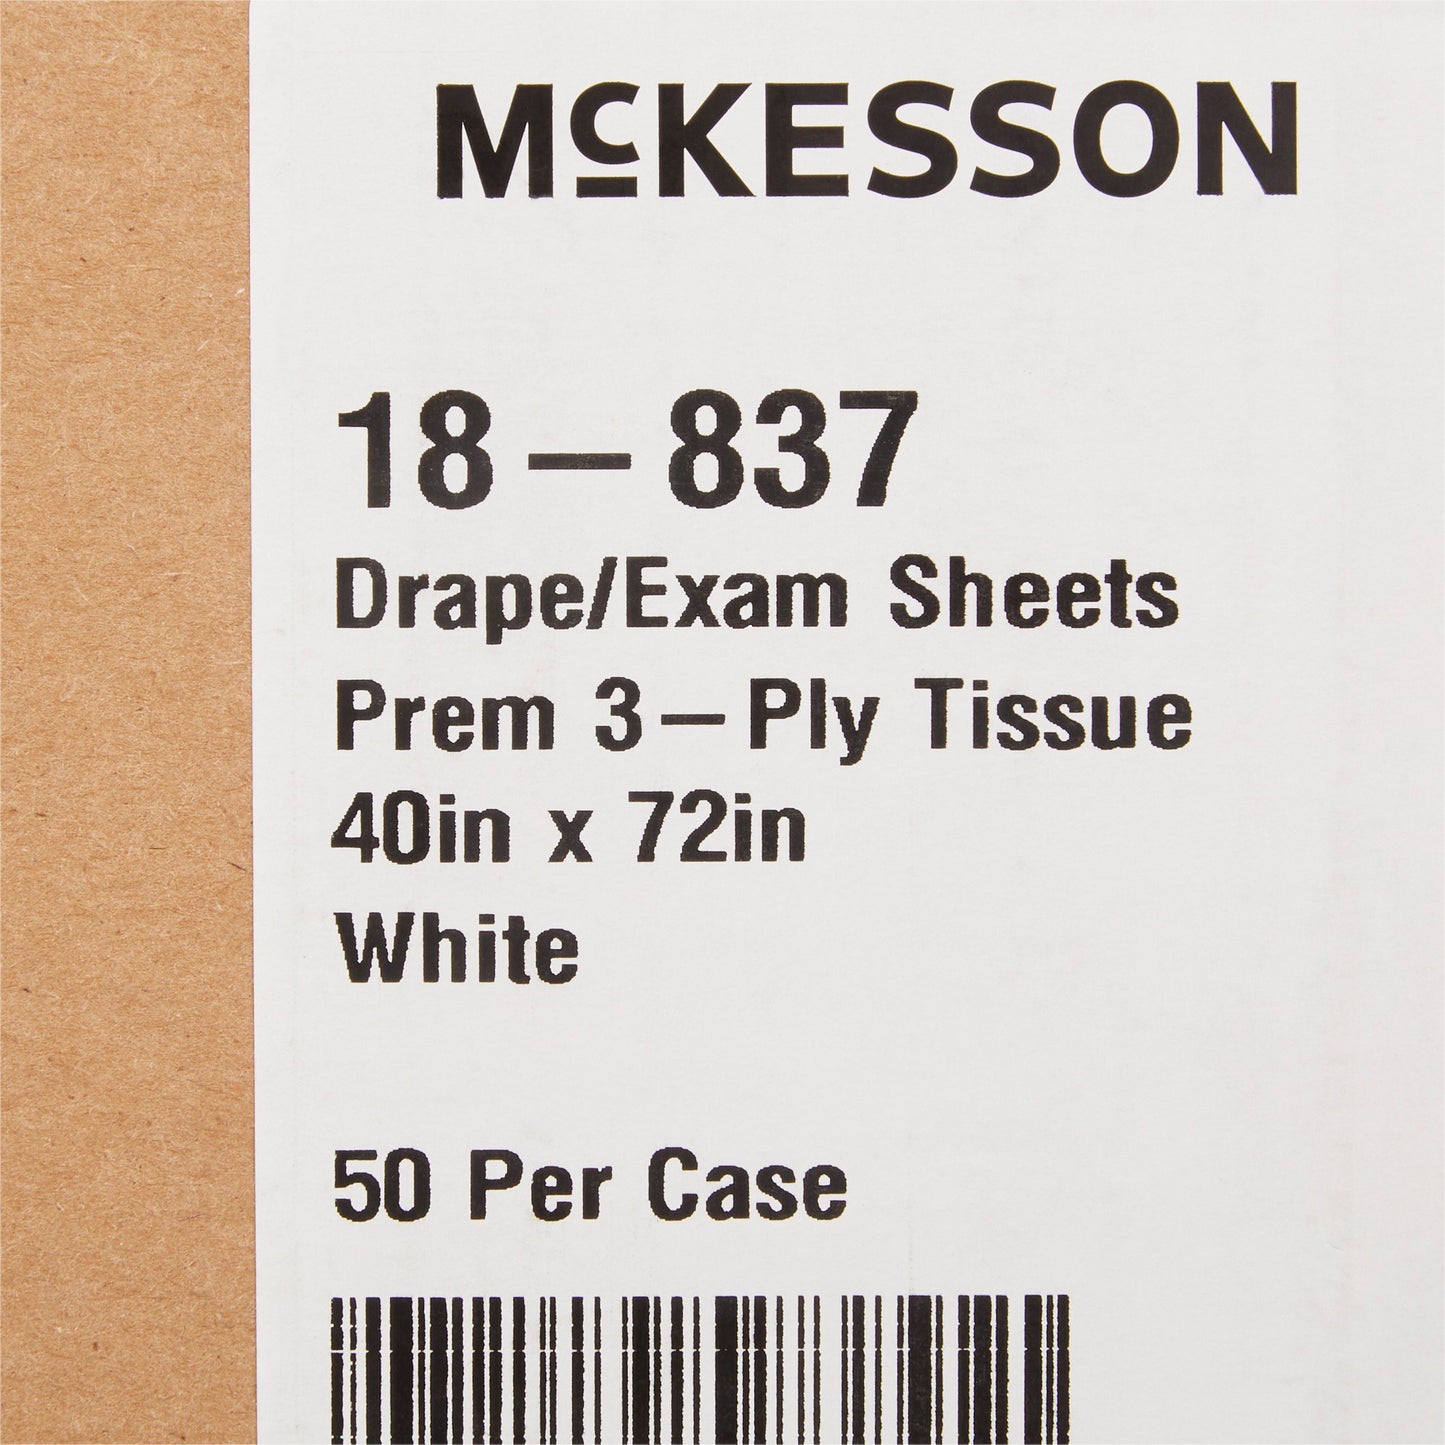 McKESSON
18-837
Drape/Exam Sheets
Prem 3-Ply Tissue
40in x 72in
White
50 Per Case